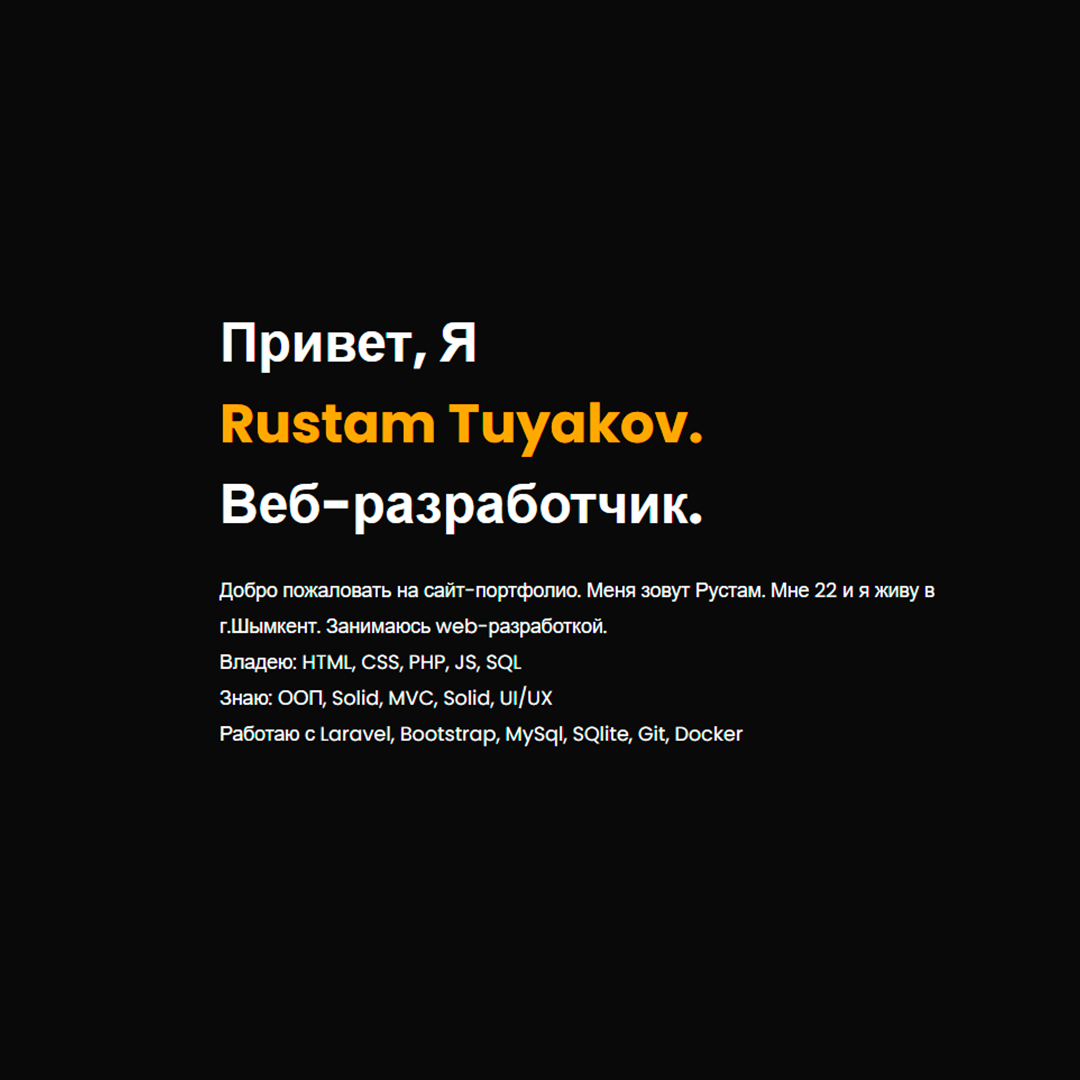 Привет, Я
Rustam Tuyakov.
Веб-разработчик.
Добро пожаловать на сайт-портфолио. Меня зовут Рустам. Мне 22 и я живу в
г.Шымкент. Занимаюсь web-разработкой.
Владею: HTML, CSS, PHP, JS, SQL
Знаю: ООП, Solid, MVC, Solid, UI/UX
Работаю с Laravel, Bootstrap, MySql, SQlite, Git, Docker